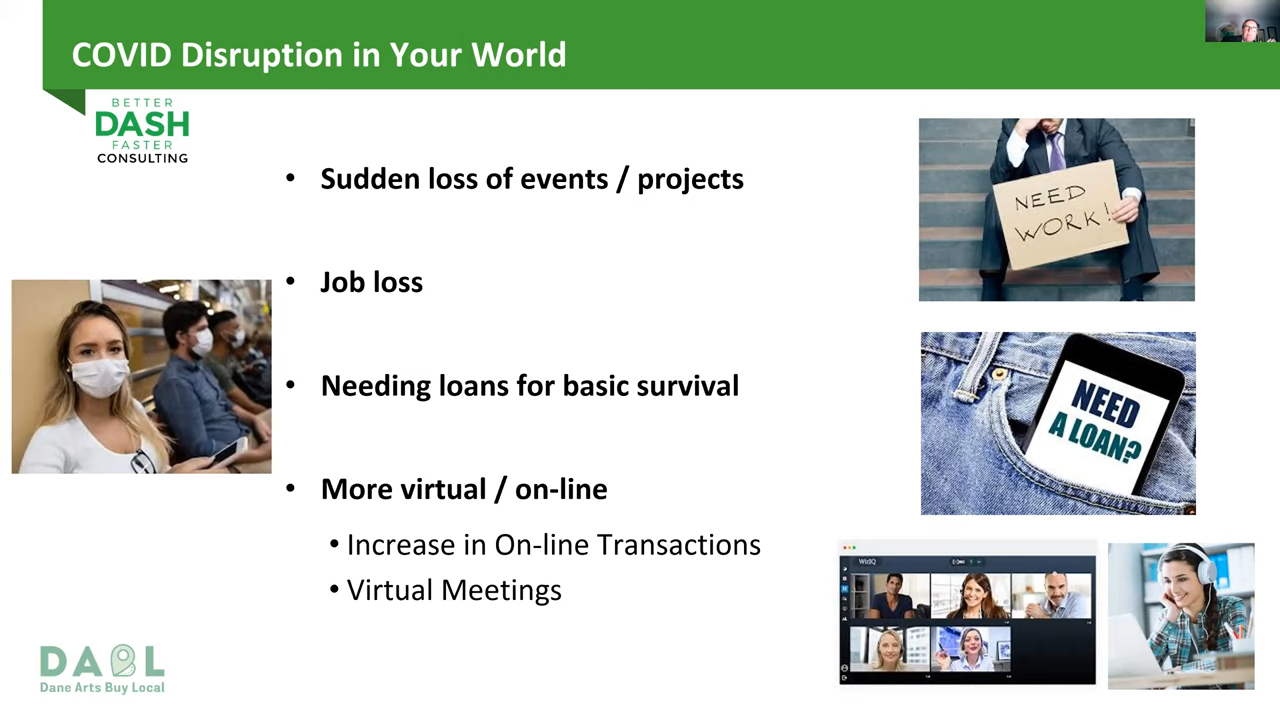 COVID Disruption in Your World
BETTER
DASH
FASTER
CONSULTING
• Sudden loss of events / projects
• Job loss
• Needing loans for basic survival
• More virtual / on-line
• Increase in On-line Transactions
• Virtual Meetings
NEED
WORK!
NEED
A LOAN?
WizIQ
DABL
Dane Arts Buy Local